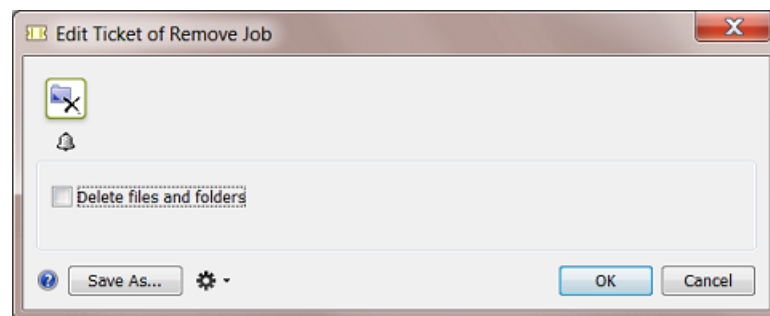 Edit Ticket of Remove Job
Delete files and folders
Save As... OK Cancel